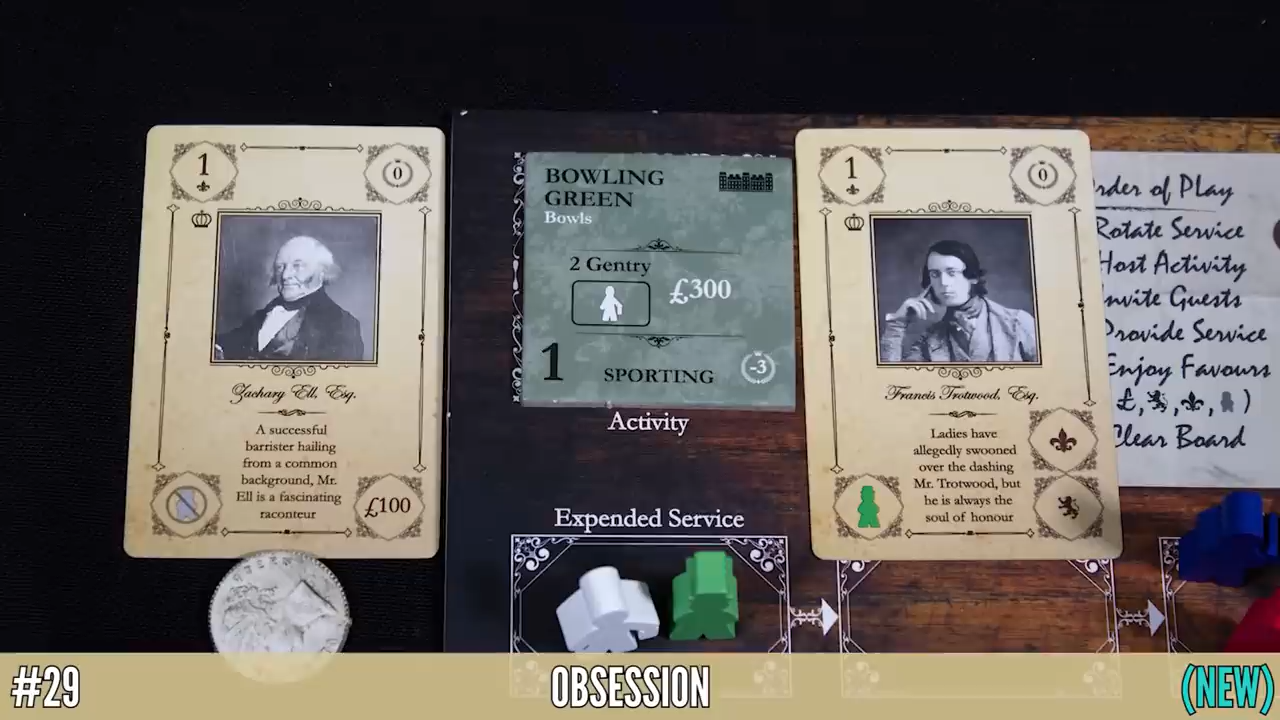 1
0
Zachary Ell, Esq.
A successful
barrister hailing
from a common
background, Mr.
Ell is a fascinating
raconteur
£100
BOWLING
GREEN
Bowls
2 Gentry
£300
1
SPORTING
-3
Activity
Expended Service
1
0
Francis Trotwood, Esq.
Ladies have
allegedly swooned
over the dashing
Mr. Trotwood, but
he is always the
soul of honour
rder of Play
Rotate Service
Host Activity
Invite Guests
Provide Service
Enjoy Favours
£, , , )
Clear Board
#29
OBSESSION
(NEW)